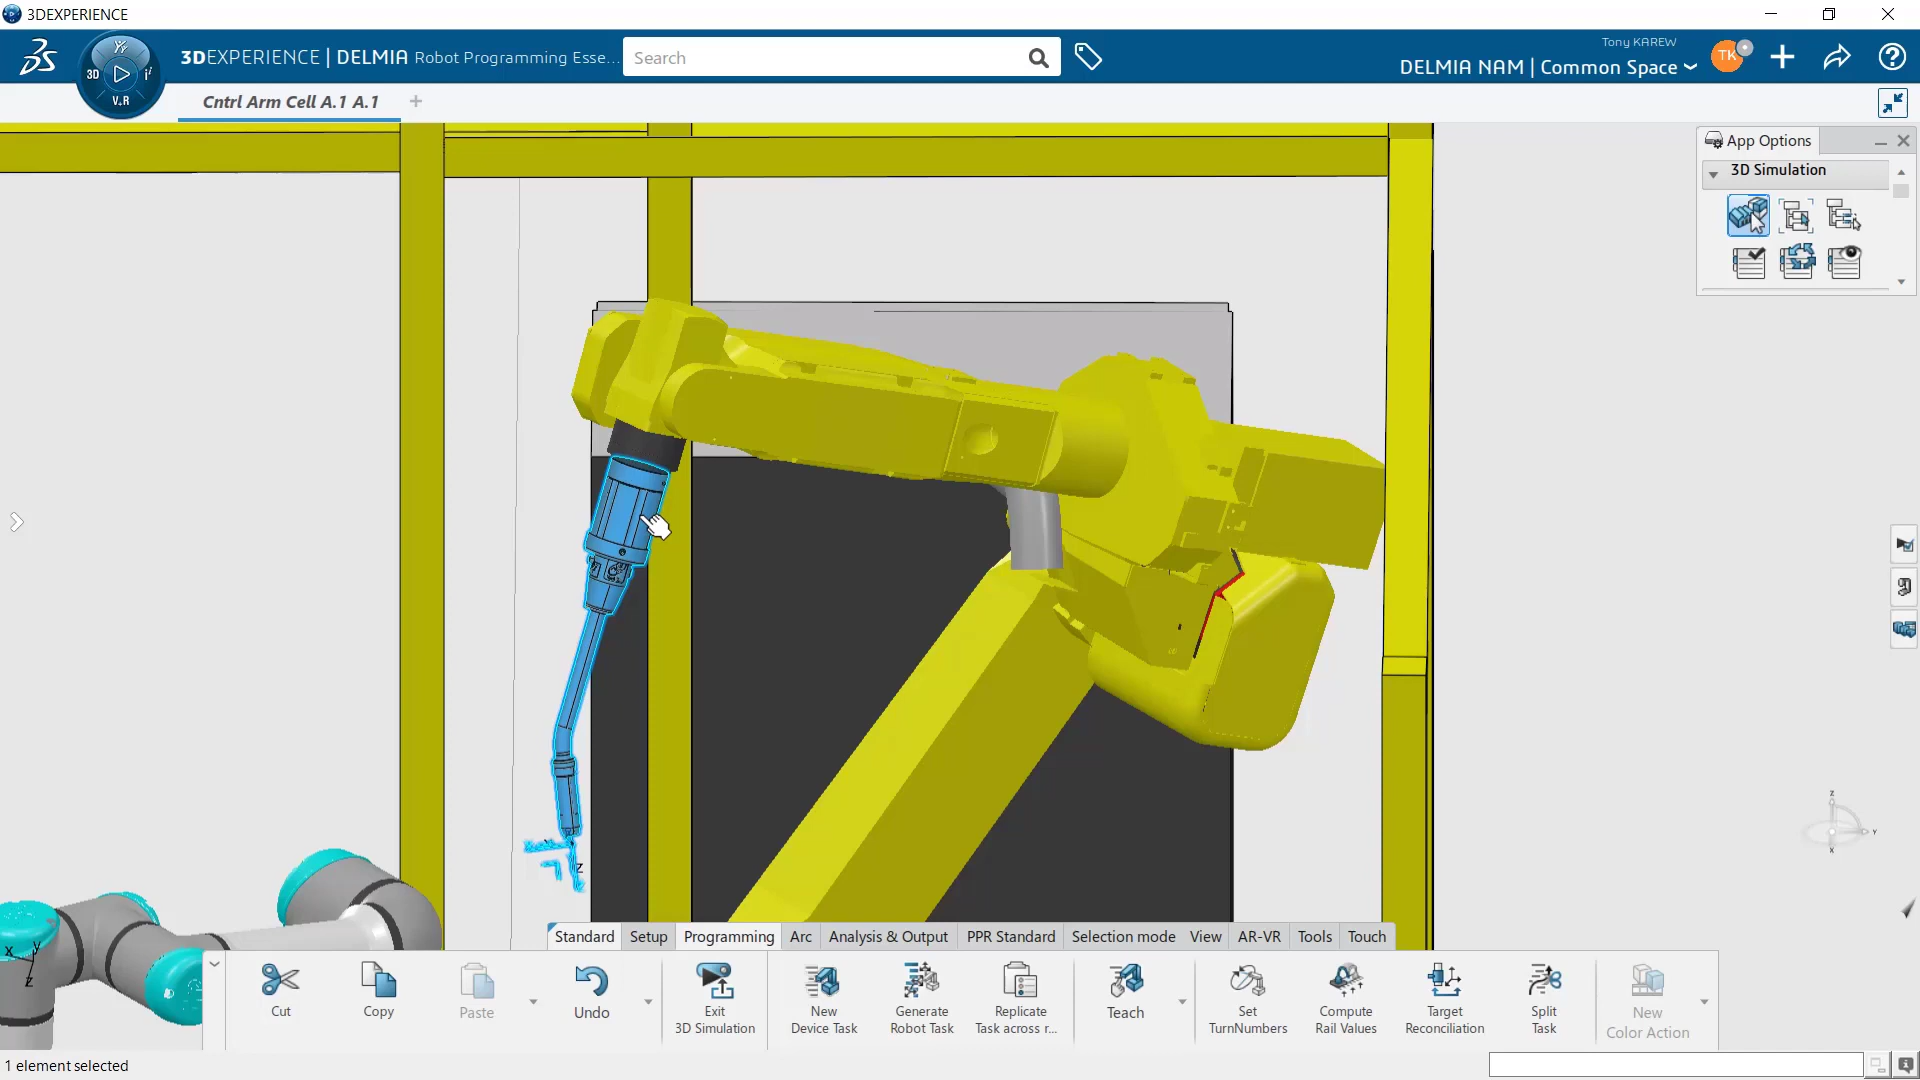 3DEXPERIENCE
3DEXPERIENCE | DELMIA Robot Programming Esse...
Search
Tony KAREW
DELMIA NAM | Common Space
TK
3D
V.R
Cntrl Arm Cell A.1 A.1
App Options
3D Simulation
z
Y
x
Z
x
y
z
Standard
Setup
Programming
Arc
Analysis & Output
PPR Standard
Selection mode
View
AR-VR
Tools
Touch
Cut
Copy
Paste
Undo
Exit
3D Simulation
New
Device Task
Generate
Robot Task
Replicate
Task across r...
Teach
Set
TurnNumbers
Compute
Rail Values
Target
Reconciliation
Split
Task
New
Color Action
1 element selected